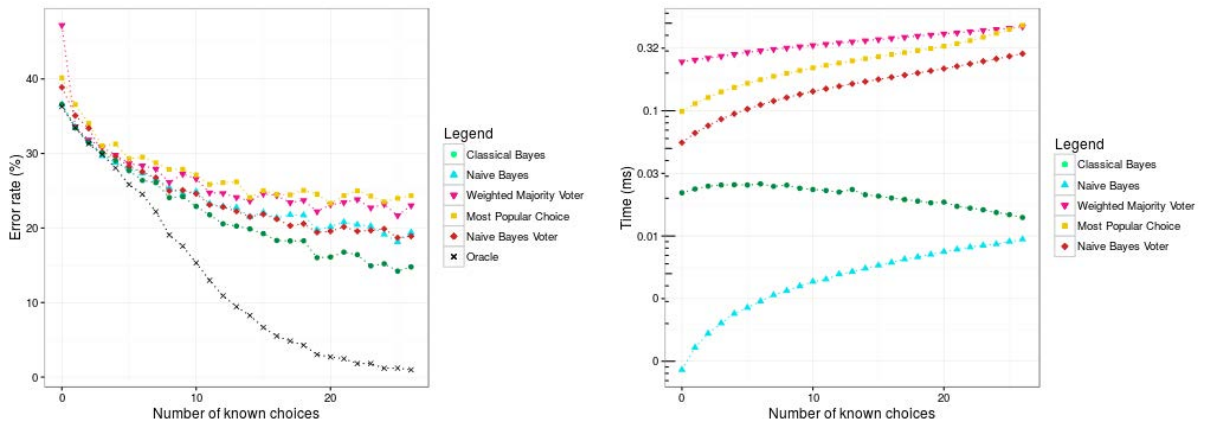 Error rate (%)
40
30
20
10
0
0 10 20
Number of known choices
Legend
Classical Bayes
Naive Bayes
Weighted Majority Voter
Most Popular Choice
Naive Bayes Voter
Oracle
Time (ms)
0.32
0.1
0.03
0.01
0
0
0 10 20
Number of known choices
Legend
Classical Bayes
Naive Bayes
Weighted Majority Voter
Most Popular Choice
Naive Bayes Voter